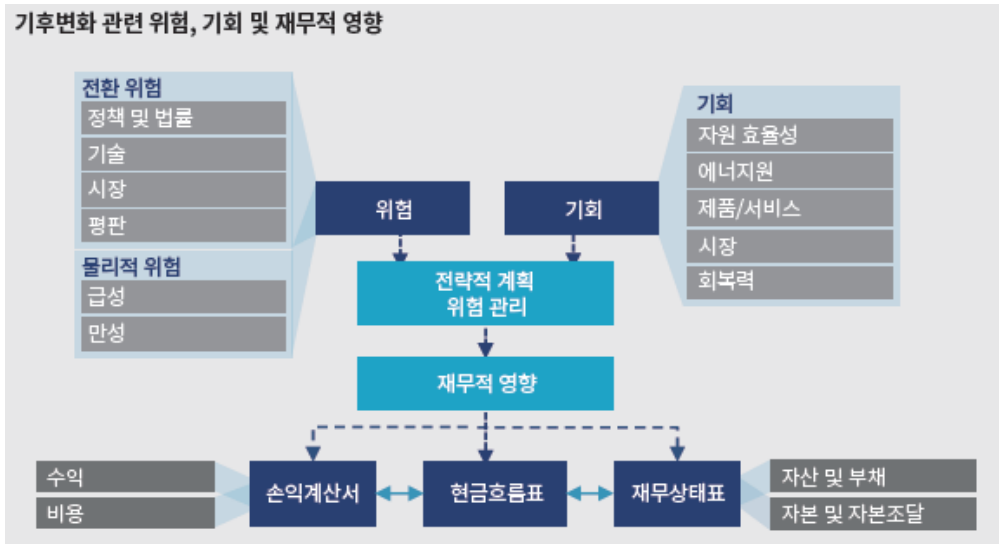 기후변화 관련 위험, 기회 및 재무적 영향
전환 위험
정책 및 법률
기술
시장
평판
물리적 위험
급성
만성
위험
기회
기회
자원 효율성
에너지원
제품/서비스
시장
회복력
전략적 계획
위험 관리
재무적 영향
수익
비용
손익계산서
현금흐름표
재무상태표
자산 및 부채
자본 및 자본조달